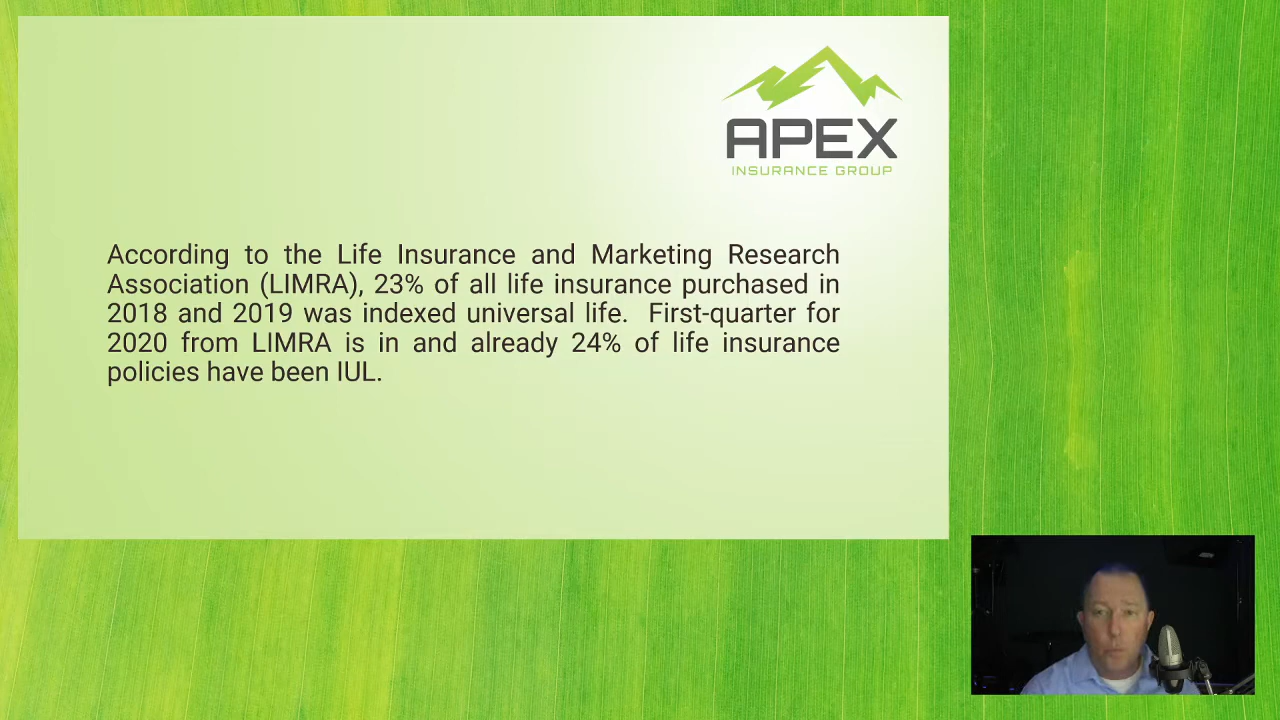 APEX
INSURANCE GROUP
According to the Life Insurance and Marketing Research
Association (LIMRA), 23% of all life insurance purchased in
2018 and 2019 was indexed universal life.  First-quarter for
2020 from LIMRA is in and already 24% of life insurance
policies have been IUL.